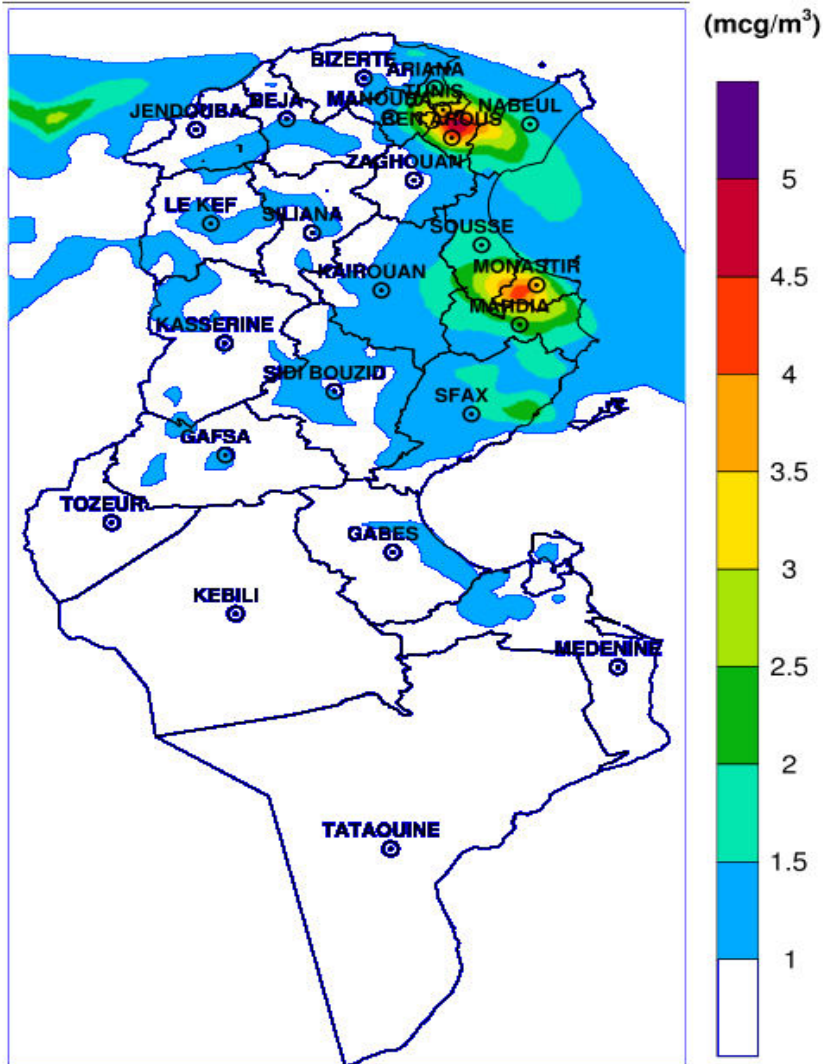 (mcg/m³)
BIZERTE
ARIANA
TUNIS
JENDOUBA
BEJA
MANOUBA
NABEUL
BEN AROUS
ZAGHOUAN
LE KEF
SILIANA
SOUSSE
KAIROUAN
MONASTIR
MAHDIA
KASSERINE
SIDI BOUZID
SFAX
GAFSA
TOZEUR
GABES
KEBILI
MEDENINE
TATAOUINE
5
4.5
4
3.5
3
2.5
2
1.5
1